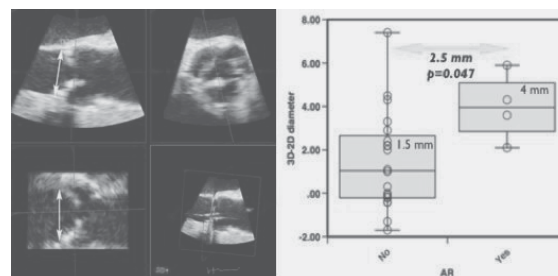 8.00
6.00
4.00
2.00
.00
-2.00
3D-2D diameter
2.5 mm
p=0.047
1.5 mm
4 mm
No
Yes
AR